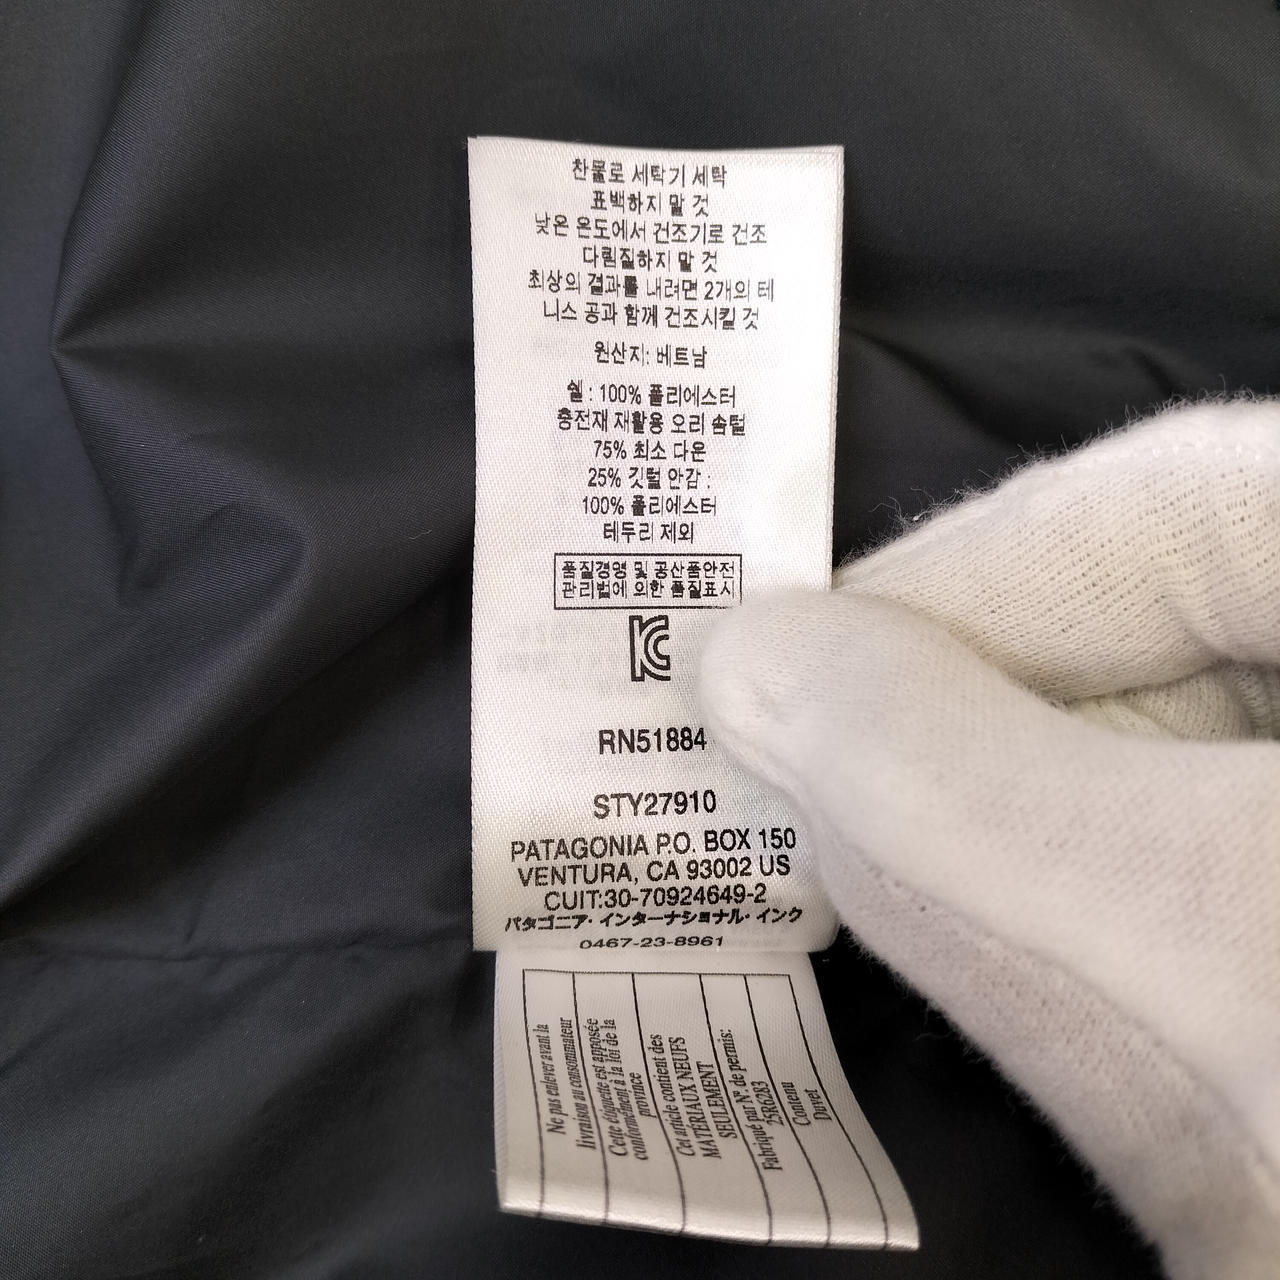 찬물로 세탁기 세탁
표백하지 말 것
낮은 온도에서 건조기로 건조
다림질하지 말 것
최상의 결과를 내려면 2개의 테
니스 공과 함께 건조시킬 것
원산지: 베트남
쉘 : 100% 폴리에스터
충전재 재활용 오리 솜털
75% 최소 다운
25% 깃털 안감 :
100% 폴리에스터
테두리 제외
품질경영 및 공산품안전
관리법에 의한 품질표시
KC
RN51884
STY27910
PATAGONIA P.O. BOX 150
VENTURA, CA 93002 US
CUIT:30-70924649-2
パタゴニア・インターナショナル・インク
0467-23-8961
Ne pas enlever avant la
livraison au consommateur
Cette étiquette est apposée
conformément à la loi de la
province
Cet article contient des
MATÉRIAUX NEUFS
SEULEMENT
Fabriqué par N°. de permis:
25R6283
Contenu
Duvet